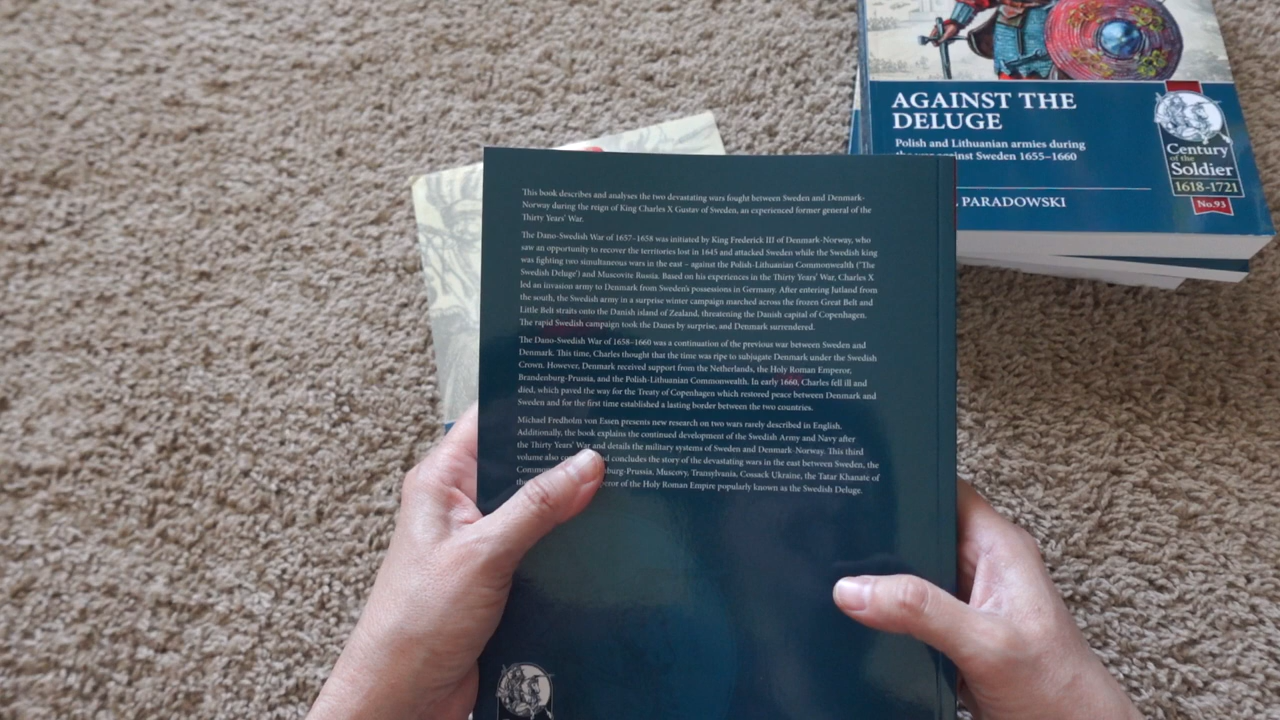 This book describes and analyses the two devastating wars fought between Sweden and Denmark-
Norway during the reign of King Charles X Gustav of Sweden, an experienced former general of the
Thirty Years' War.
The Dano-Swedish War of 1657–1658 was initiated by King Frederick III of Denmark-Norway, who
saw an opportunity to recover the territories lost in 1645 and attacked Sweden while the Swedish king
was fighting two simultaneous wars in the east – against the Polish-Lithuanian Commonwealth ('The
Swedish Deluge') and Muscovite Russia. Based on his experiences in the Thirty Years' War, Charles X
led an invasion army to Denmark from Sweden's possessions in Germany. After entering Jutland from
the south, the Swedish army in a surprise winter campaign marched across the frozen Great Belt and
Little Belt straits onto the Danish island of Zealand, threatening the Danish capital of Copenhagen.
The rapid Swedish campaign took the Danes by surprise, and Denmark surrendered.
The Dano-Swedish War of 1658–1660 was a continuation of the previous war between Sweden and
Denmark. This time, Charles thought that the time was ripe to subjugate Denmark under the Swedish
Crown. However, Denmark received support from the Netherlands, the Holy Roman Emperor,
Brandenburg-Prussia, and the Polish-Lithuanian Commonwealth. In early 1660, Charles fell ill and
died, which paved the way for the Treaty of Copenhagen which restored peace between Denmark and
Sweden and for the first time established a lasting border between the two countries.
Michael Fredholm von Essen presents new research on two wars rarely described in English.
Additionally, the book explains the continued development of the Swedish Army and Navy after
the Thirty Years' War and details the military systems of Sweden and Denmark-Norway. This third
volume also concludes the story of the devastating wars in the east between Sweden, the
Prussia, Muscovy, Transylvania, Cossack Ukraine, the Tatar Khanate of
of the Holy Roman Empire popularly known as the Swedish Deluge.
AGAINST THE
DELUGE
Polish and Lithuanian armies during
against Sweden 1655–1660
PARADOWSKI
Century
of the
Soldier
1618-1721
No.93